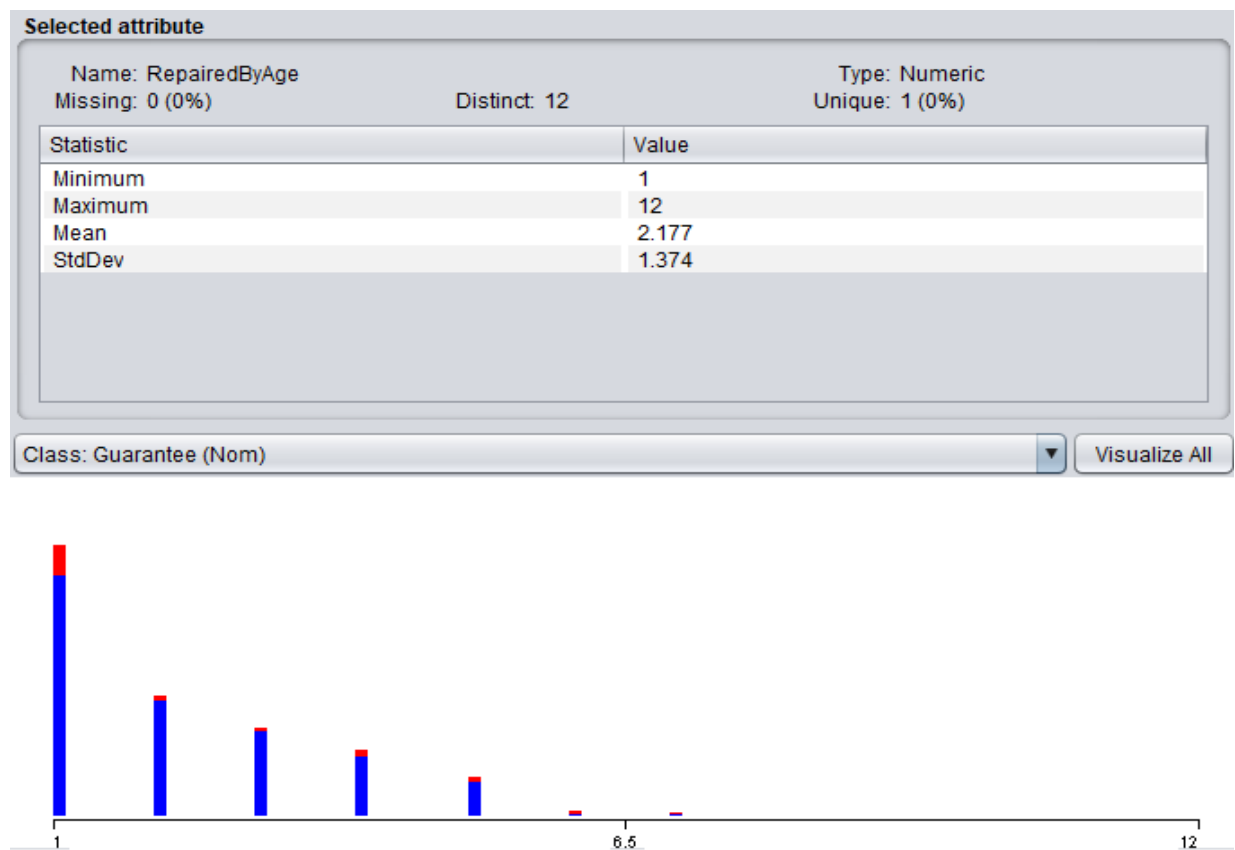 Selected attribute
Name: RepairedByAge Type: Numeric
Missing: 0 (0%) Distinct: 12 Unique: 1 (0%)
Statistic Value
Minimum 1
Maximum 12
Mean 2.177
StdDev 1.374
Class: Guarantee (Nom) Visualize All
1 6.5 12